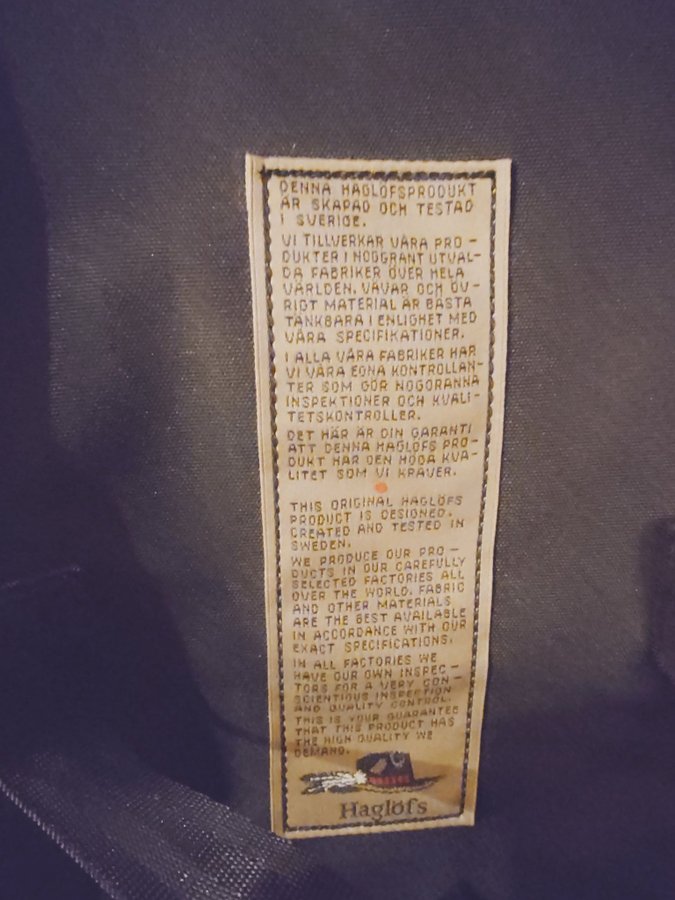 DENNA HAGLÖFSPRODUKT
ÄR SKAPAD OCH TESTAD
I SVERIGE.
VI TILLVERKAR VÅRA PRO-
DUKTER I NOGGRANT UTVAL-
DA FABRIKER ÖVER HELA
VÄRLDEN. VÄVAR OCH ÖV-
RIGT MATERIAL ÄR BÄSTA
TÄNKBARA I ENLIGHET MED
VÅRA SPECIFIKATIONER.
I ALLA VÅRA FABRIKER HAR
VI VÅRA EGNA KONTROLLAN-
TER SOM GÖR NOGGRANNA
INSPEKTIONER OCH KVALI-
TETSKONTROLLER.
DET HÄR ÄR DIN GARANTI
ATT DENNA HAGLÖFS PRO-
DUKT HAR DEN HÖGA KVA-
LITET SOM VI KRÄVER.
THIS ORIGINAL HAGLÖFS
PRODUCT IS DESIGNED,
CREATED AND TESTED IN
SWEDEN.
WE PRODUCE OUR PRO-
DUCTS IN OUR CAREFULLY
SELECTED FACTORIES ALL
OVER THE WORLD. FABRIC
AND OTHER MATERIALS
ARE THE BEST AVAILABLE
IN ACCORDANCE WITH OUR
EXACT SPECIFICATIONS.
IN ALL FACTORIES WE
HAVE OUR OWN INSPEC-
TORS FOR A VERY CON-
SCIENTIOUS INSPECTION
AND QUALITY CONTROL.
THIS IS YOUR GUARANTEE
THAT THIS PRODUCT HAS
THE HIGH QUALITY WE
DEMAND.
Haglöfs